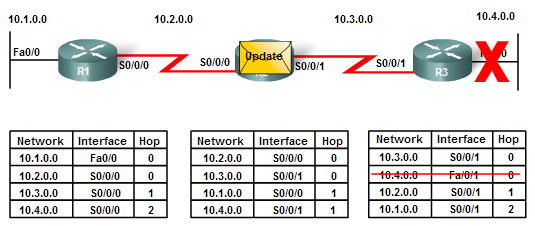 10.1.0.0 10.2.0.0 10.3.0.0 10.4.0.0
Fa0/0 S0/0/0 S0/0/0 Update S0/0/1 S0/0/1
R1 R3
Network Interface Hop
10.1.0.0 Fa0/0 0
10.2.0.0 S0/0/0 0
10.3.0.0 S0/0/0 1
10.4.0.0 S0/0/0 2
Network Interface Hop
10.2.0.0 S0/0/0 0
10.3.0.0 S0/0/1 0
10.1.0.0 S0/0/0 1
10.4.0.0 S0/0/1 1
Network Interface Hop
10.3.0.0 S0/0/1 0
10.4.0.0 Fa0/1 0
10.2.0.0 S0/0/1 1
10.1.0.0 S0/0/1 2